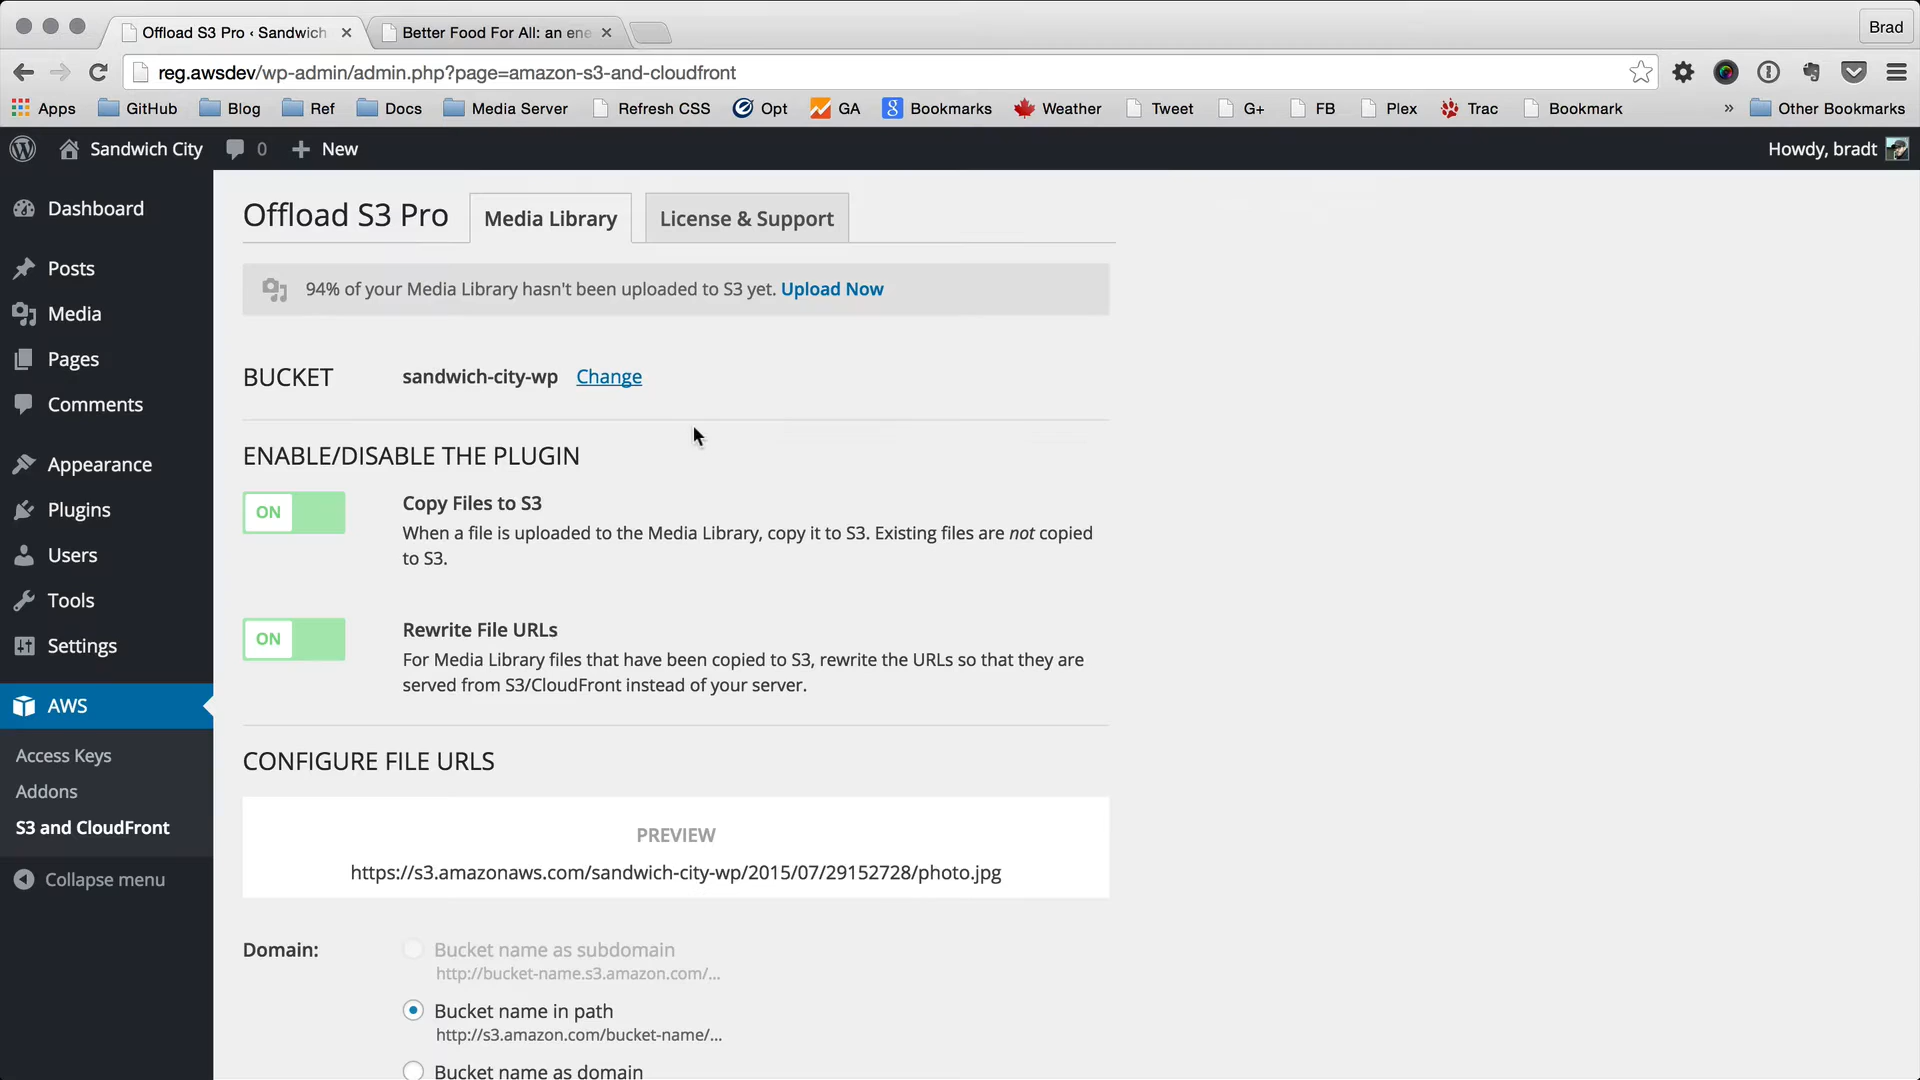 Offload S3 Pro ‹ Sandwich
Better Food For All: an ene
Brad
reg.awsdev/wp-admin/admin.php?page=amazon-s3-and-cloudfront
Apps GitHub Blog Ref Docs Media Server Refresh CSS Opt GA Bookmarks Weather Tweet G+ FB Plex Trac Bookmark » Other Bookmarks
Sandwich City 0 New Howdy, bradt
Dashboard
Posts
Media
Pages
Comments
Appearance
Plugins
Users
Tools
Settings
AWS
Access Keys
Addons
S3 and CloudFront
Collapse menu
Offload S3 Pro Media Library License & Support
94% of your Media Library hasn't been uploaded to S3 yet. Upload Now
BUCKET sandwich-city-wp Change
ENABLE/DISABLE THE PLUGIN
ON Copy Files to S3
When a file is uploaded to the Media Library, copy it to S3. Existing files are not copied
to S3.
ON Rewrite File URLs
For Media Library files that have been copied to S3, rewrite the URLs so that they are
served from S3/CloudFront instead of your server.
CONFIGURE FILE URLS
PREVIEW
https://s3.amazonaws.com/sandwich-city-wp/2015/07/29152728/photo.jpg
Domain: Bucket name as subdomain
http://bucket-name.s3.amazon.com/...
Bucket name in path
http://s3.amazon.com/bucket-name/...
Bucket name as domain